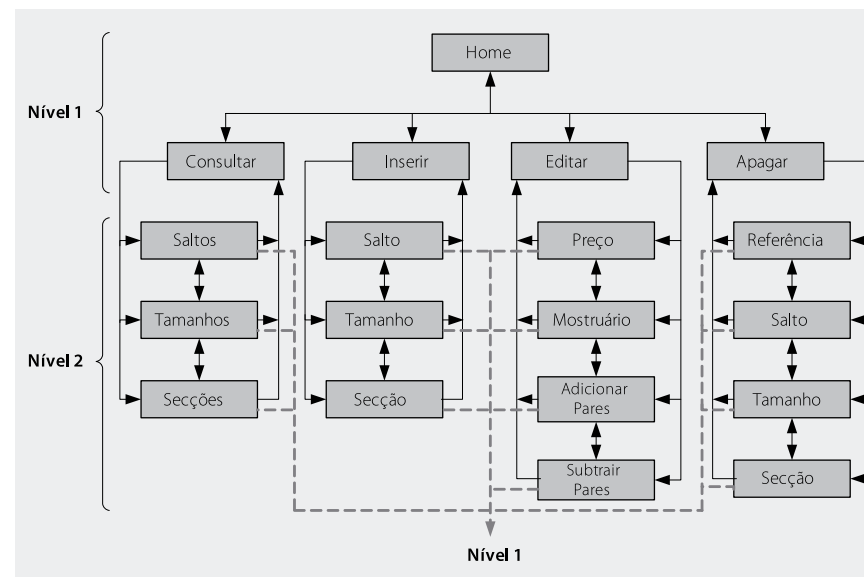 Home
Nível 1
Consultar
Inserir
Editar
Apagar
Saltos
Salto
Preço
Referência
Tamanhos
Tamanho
Mostruário
Salto
Nível 2
Secções
Secção
Adicionar
Pares
Tamanho
Subtrair
Pares
Secção
Nível 1